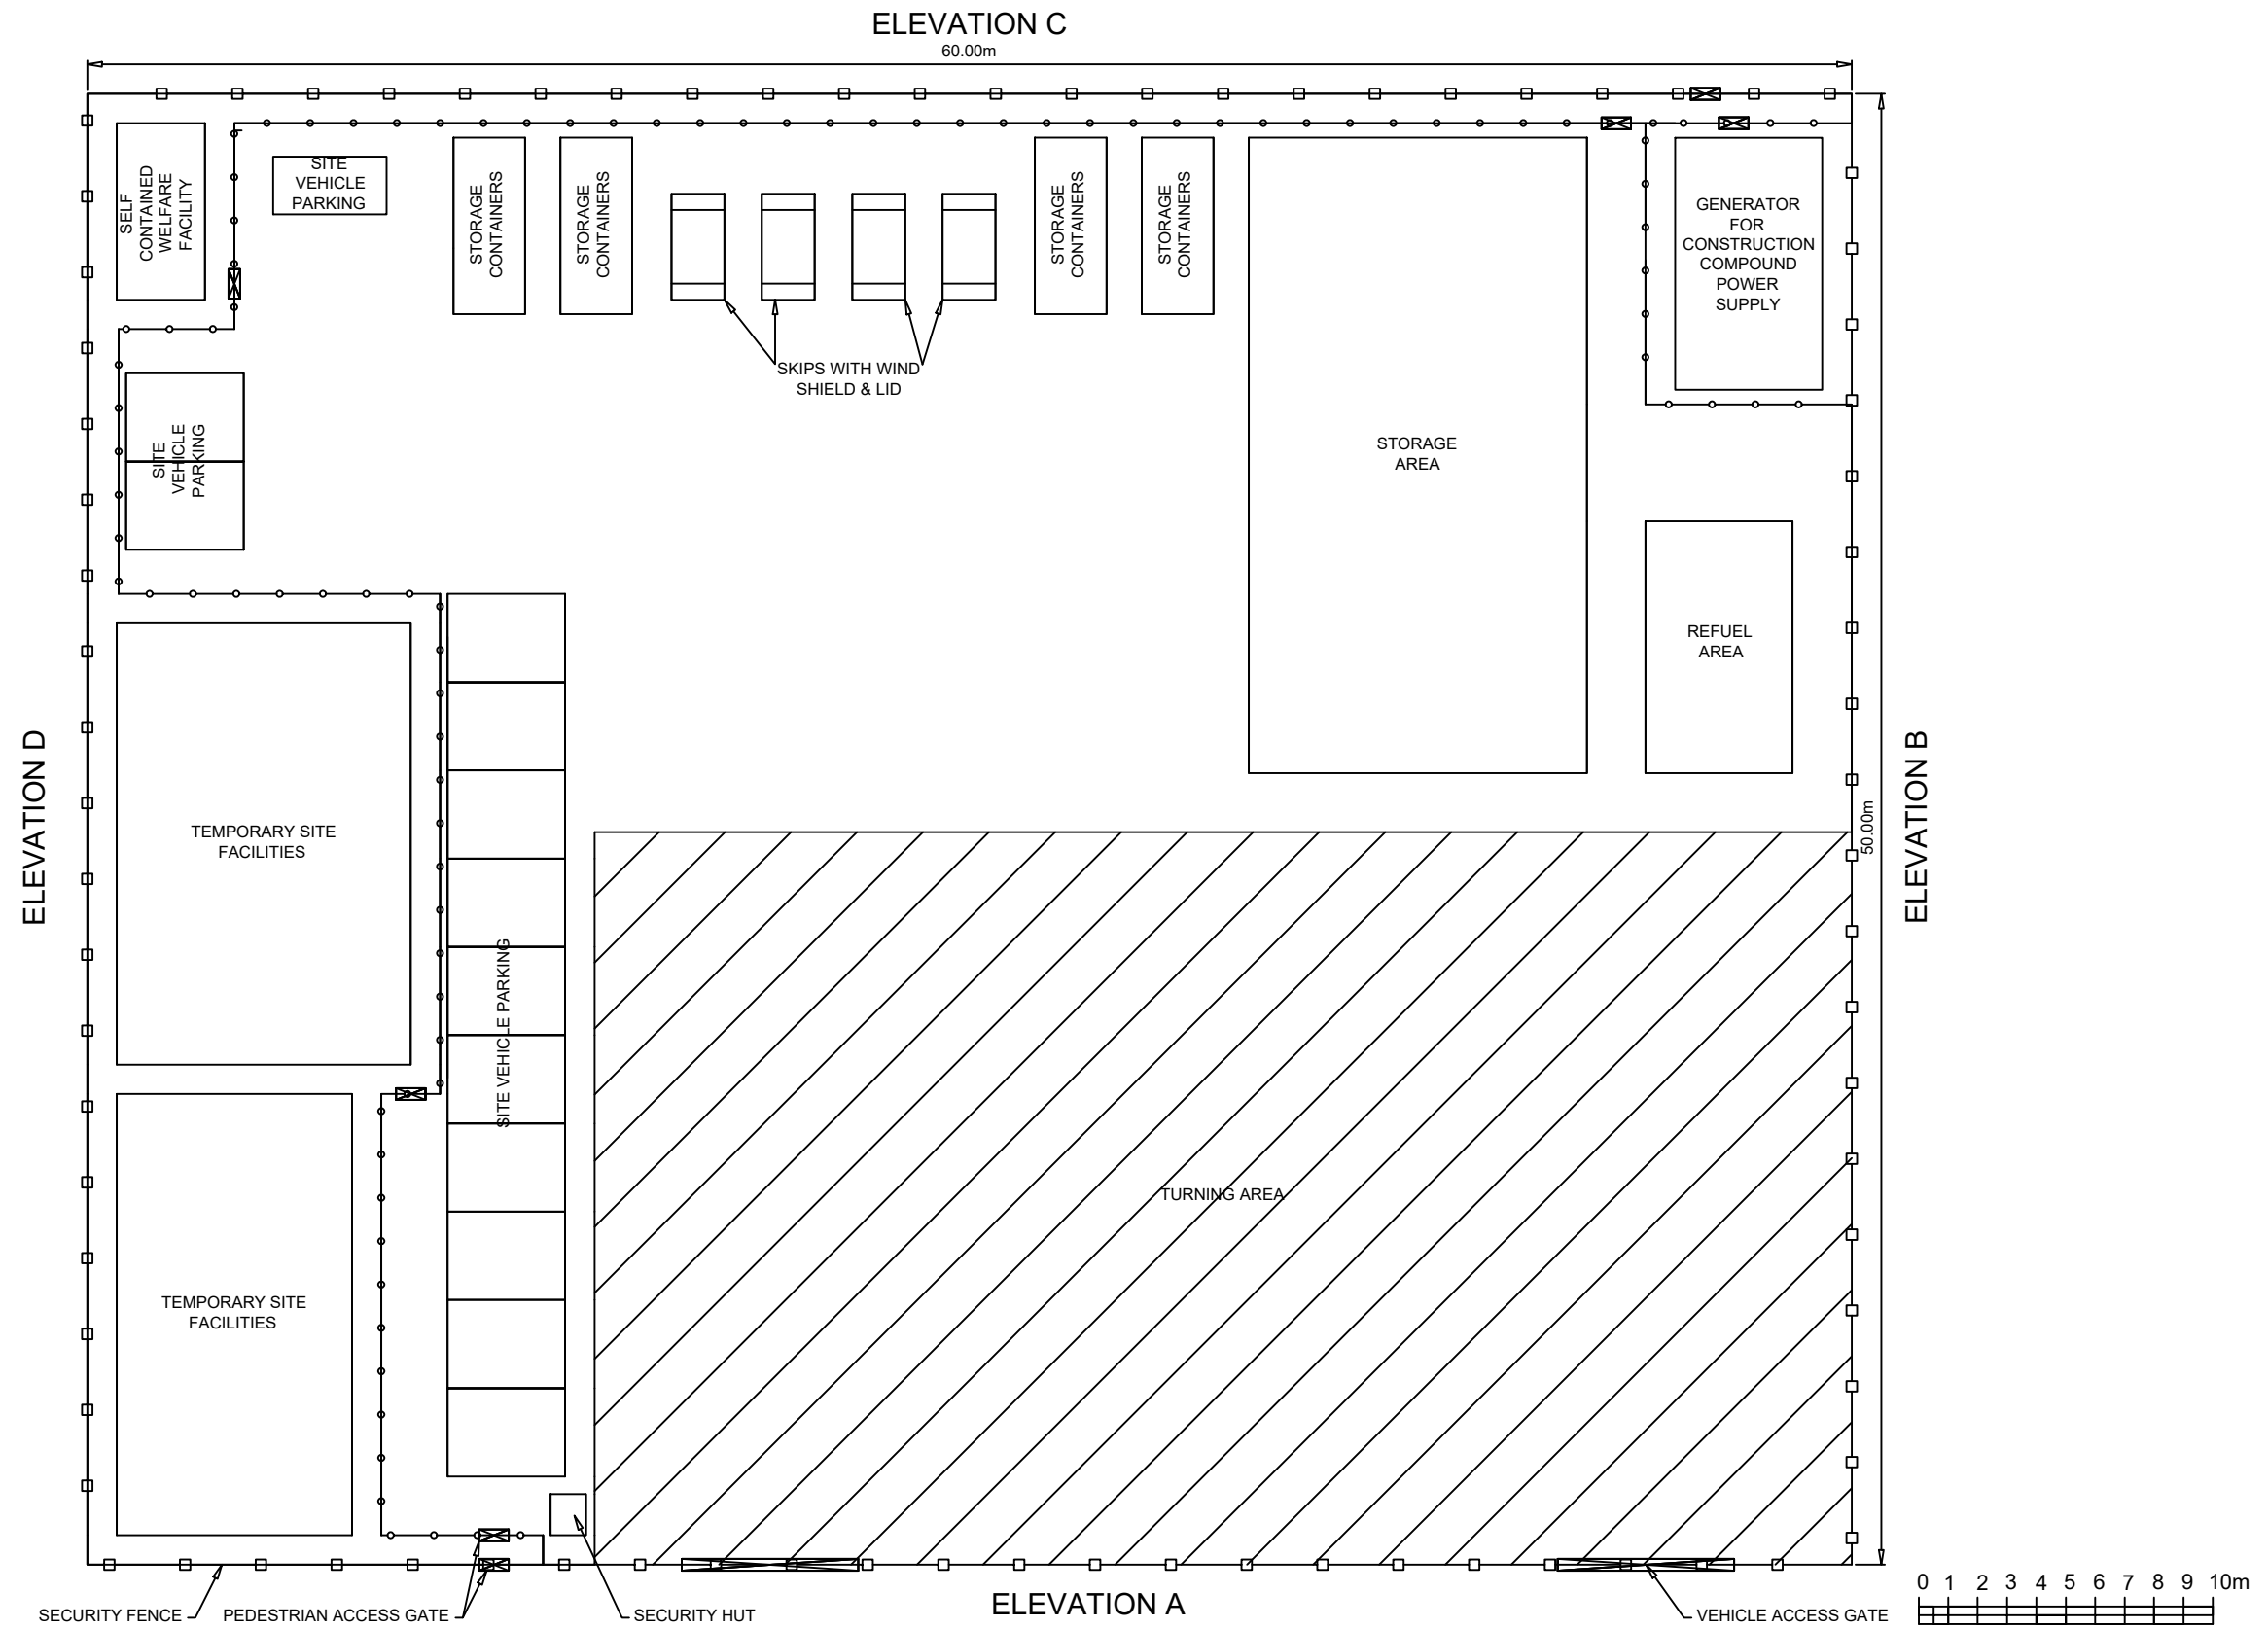 ELEVATION C
60.00m
SELF
CONTAINED
WELFARE
FACILITY
SITE
VEHICLE
PARKING
STORAGE
CONTAINERS
STORAGE
CONTAINERS
STORAGE
CONTAINERS
STORAGE
CONTAINERS
GENERATOR
FOR
CONSTRUCTION
COMPOUND
POWER
SUPPLY
SKIPS WITH WIND
SHIELD & LID
SITE
VEHICLE
PARKING
STORAGE
AREA
REFUEL
AREA
ELEVATION D
TEMPORARY SITE
FACILITIES
50.00m
ELEVATION B
SITE VEHICLE PARKING
TURNING AREA
TEMPORARY SITE
FACILITIES
SECURITY FENCE
PEDESTRIAN ACCESS GATE
SECURITY HUT
ELEVATION A
VEHICLE ACCESS GATE
0 1 2 3 4 5 6 7 8 9 10m